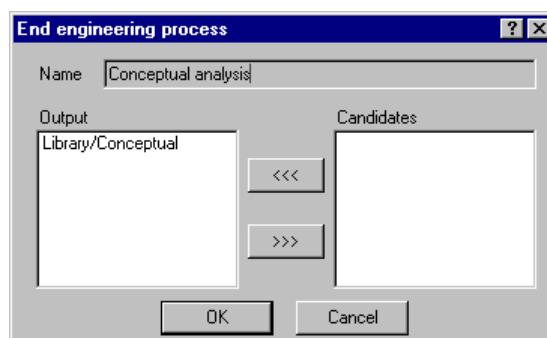 End engineering process
Name Conceptual analysis
Output Candidates
Library/Conceptual
<<<
>>>
OK Cancel